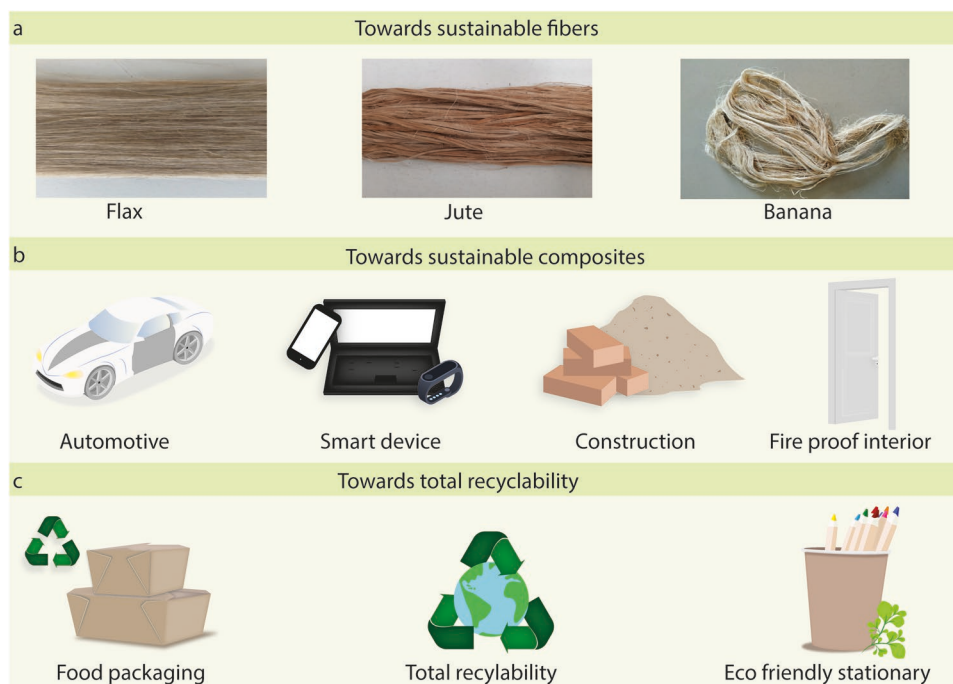 a
Towards sustainable fibers
Flax
Jute
Banana
b
Towards sustainable composites
Automotive
Smart device
Construction
Fire proof interior
c
Towards total recyclability
Food packaging
Total recylability
Eco friendly stationary